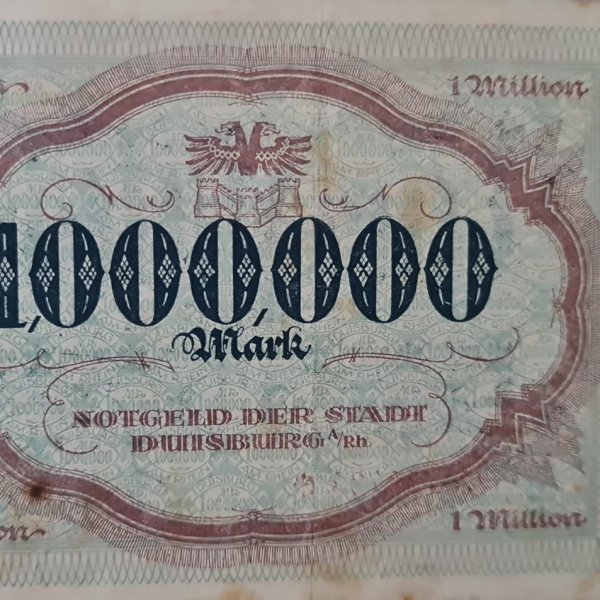 1 Million
1,000,000
Mark
NOTGELD DER STADT
DUISBURG A/Rh.
1 Million